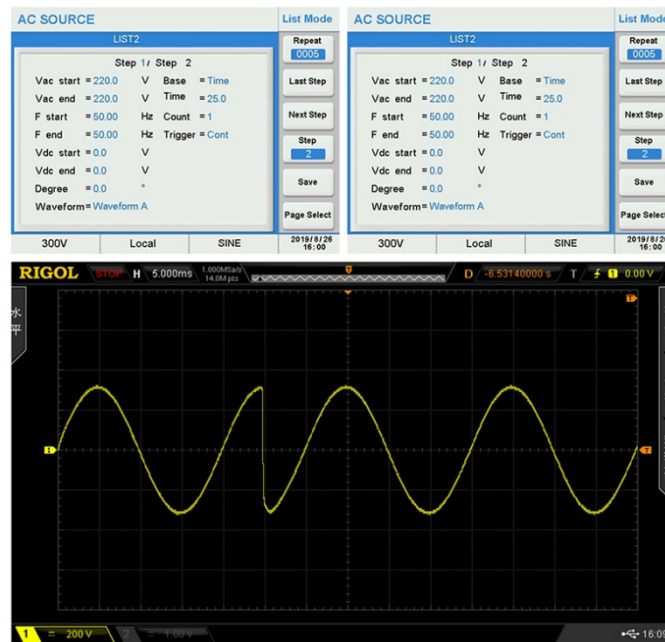 AC SOURCE
List Mode
LIST2
Step 1/ Step 2
Vac start =220.0 V Base =Time
Vac end =220.0 V Time =25.0
F start =50.00 Hz Count =1
F end =50.00 Hz Trigger =Cont
Vdc start =0.0 V
Vdc end =0.0 V
Degree =0.0 °
Waveform=Waveform A
Repeat
0005
Last Step
Next Step
Step
2
Save
Page Select
300V Local SINE 2019/8/26
16:00
AC SOURCE
List Mode
LIST2
Step 1/ Step 2
Vac start =220.0 V Base =Time
Vac end =220.0 V Time =25.0
F start =50.00 Hz Count =1
F end =50.00 Hz Trigger =Cont
Vdc start =0.0 V
Vdc end =0.0 V
Degree =0.0 °
Waveform=Waveform A
Repeat
0005
Last Step
Next Step
Step
2
Save
Page Select
300V Local SINE 2019/8/26
16:00
RIGOL STOP H 5.000ms 1.000MSa/s
14.0M pts
D -6.53140000 s T 1 0.00 V
水
平
T
1
T
1 = 200 V 2 = 1.00 V